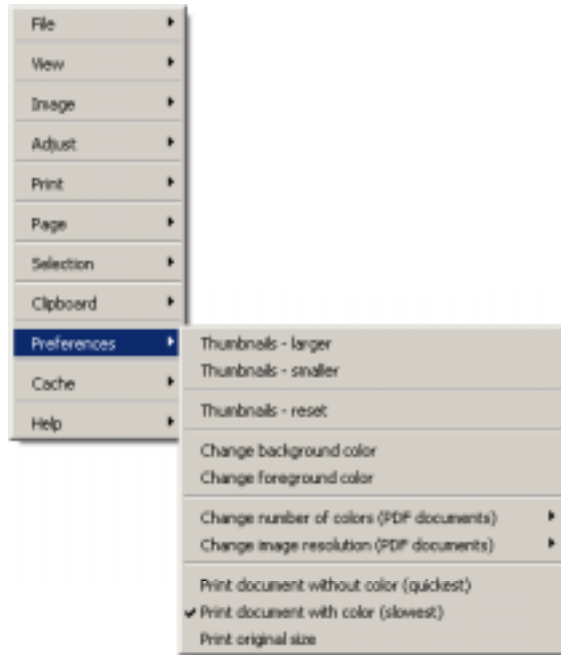 File
View
Image
Adjust
Print
Page
Selection
Clipboard
Preferences
Cache
Help
Thumbnails - larger
Thumbnails - smaller
Thumbnails - reset
Change background color
Change foreground color
Change number of colors (PDF documents)
Change image resolution (PDF documents)
Print document without color (quickest)
Print document with color (slowest)
Print original size